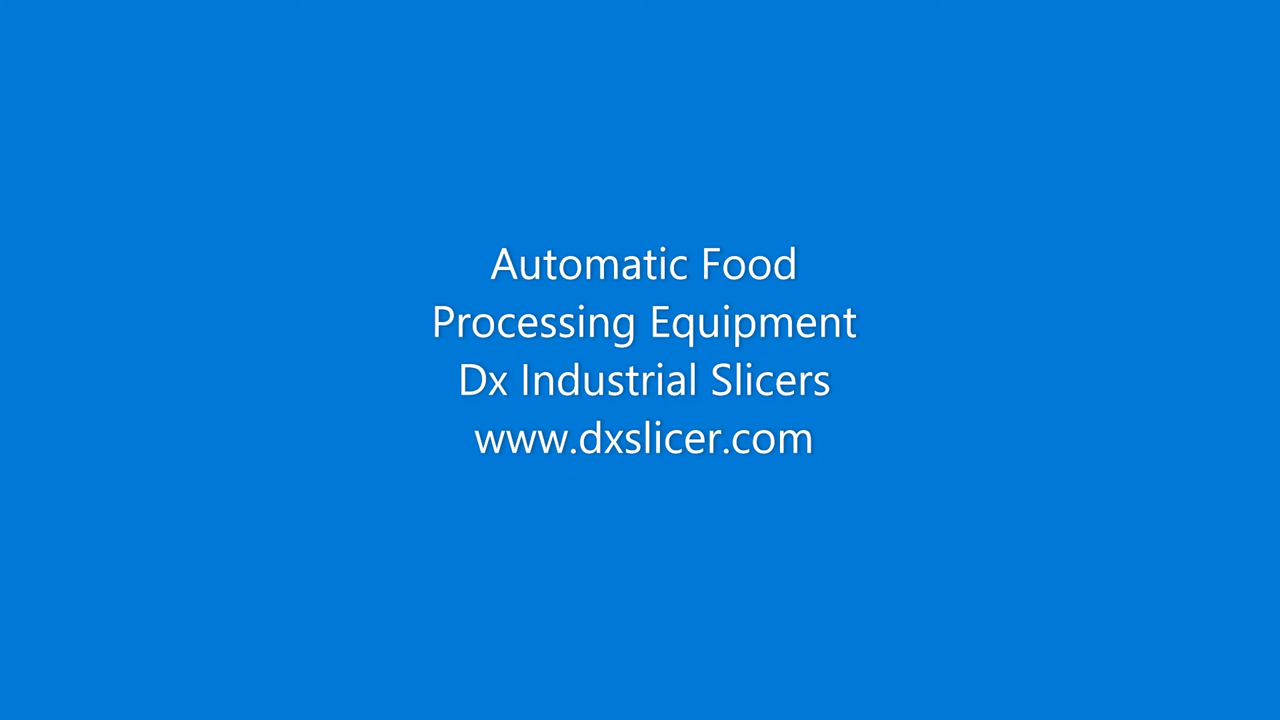 Automatic Food
Processing Equipment
Dx Industrial Slicers
www.dxslicer.com